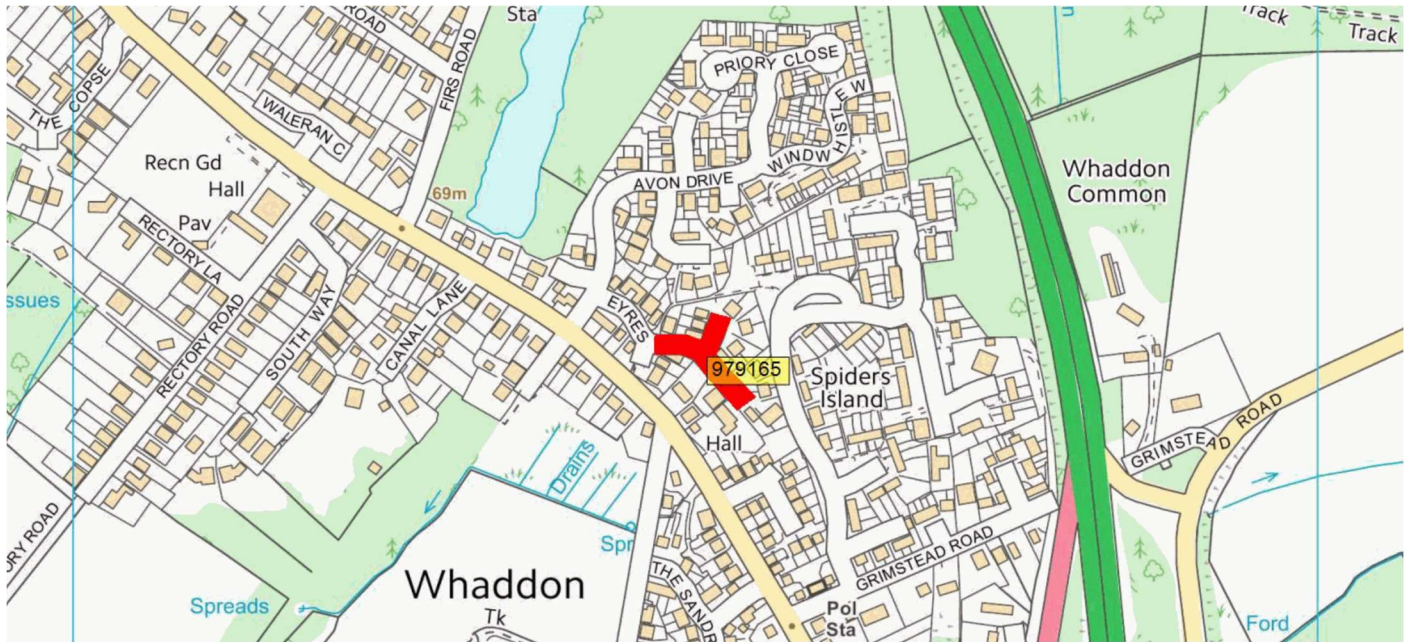 Sta
ROAD
Track
Track
THE COPSE
FIRS ROAD
PRIORY CLOSE
WALERAN C
WINDWHISTLE W
Recn Gd
Hall
Whaddon
Common
AVON DRIVE
69m
Pav
RECTORY LA
ssues
RECTORY ROAD
SOUTH WAY
CANAL LANE
EYRES
979165
Spiders
Island
GRIMSTEAD ROAD
Hall
Drains
ORY ROAD
Spr
GRIMSTEAD ROAD
Whaddon
THE SANDR
Spreads
Tk
Pol
Sta
Ford